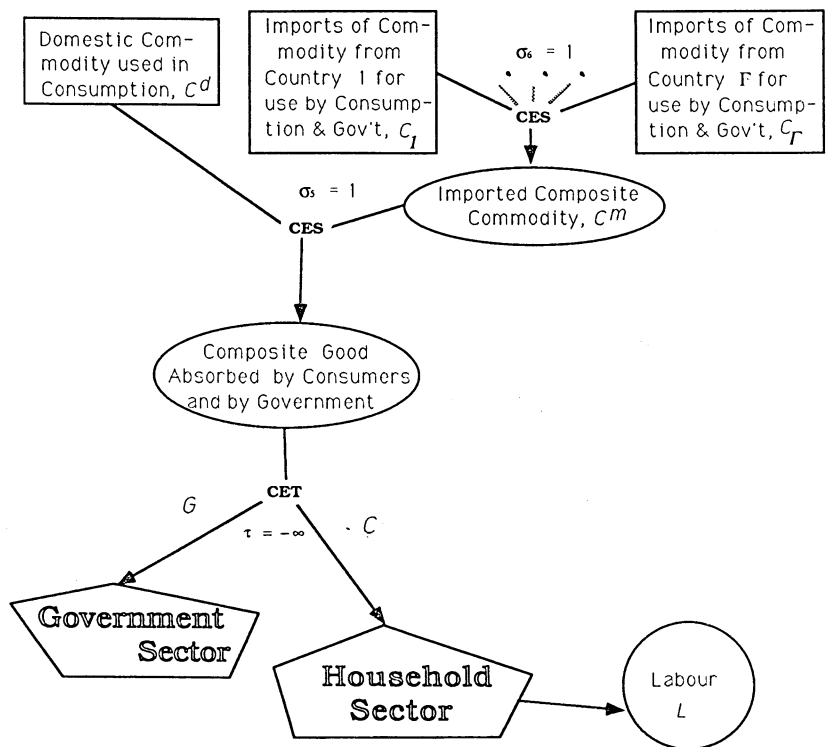 Domestic Com-
modity used in
Consumption, C^d
Imports of Com-
modity from
Country 1 for
use by Consump-
tion & Gov't, C_1
σ₆ = 1
CES
Imports of Com-
modity from
Country F for
use by Consump-
tion & Gov't, C_Γ
σ₅ = 1
CES
Imported Composite
Commodity, C^m
Composite Good
Absorbed by Consumers
and by Government
CET
G
τ = -∞
C
Government
Sector
Household
Sector
Labour
L